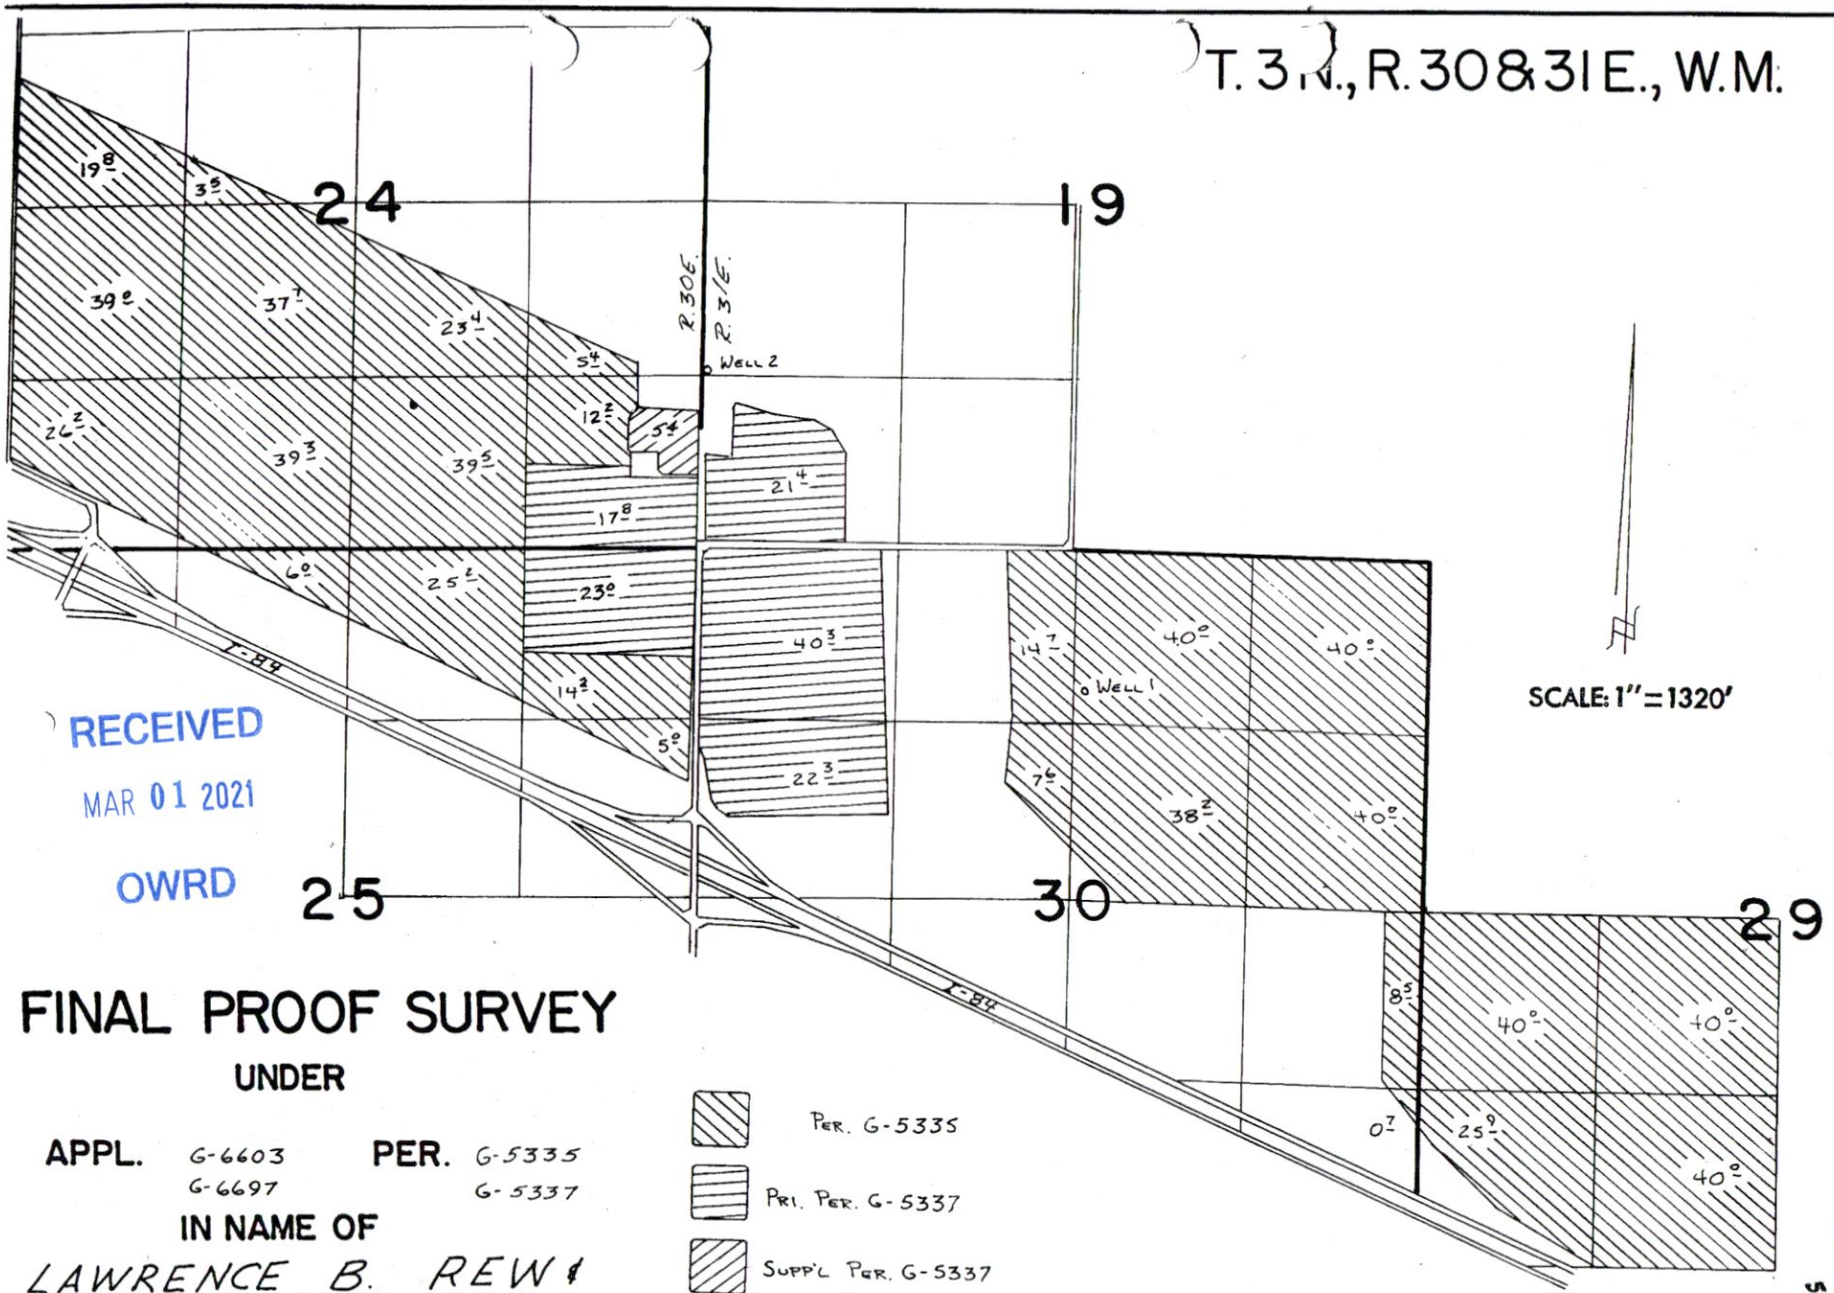 T. 3 N., R. 30 & 31 E., W.M.
19⁸
3⁵
24
19
39⁰
37⁷
23⁴
5⁴
R. 30E.
R. 31E.
WELL 2
26²
39³
39⁵
12²
5⁴
21⁴
17⁸
6⁰
25²
23⁰
40³
14⁷
40⁰
40⁰
14²
WELL 1
I-84
SCALE: 1" = 1320'
5⁰
22³
7⁶
38²
40⁰
RECEIVED
MAR 01 2021
OWRD
25
30
29
I-84
8⁵
40⁰
40⁰
0⁷
25⁹
40⁰
FINAL PROOF SURVEY
UNDER
APPL. G-6603 PER. G-5335
G-6697 G-5337
IN NAME OF
LAWRENCE B. REW &
PER. G-5335
PRI. PER. G-5337
SUPP'L PER. G-5337